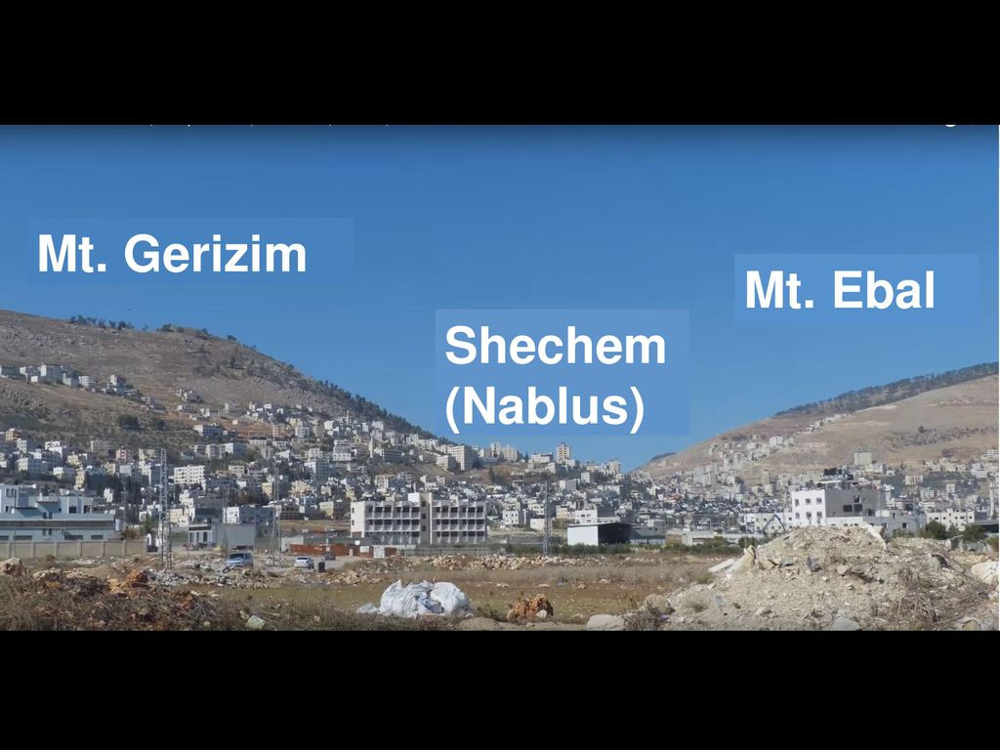 Mt. Gerizim
Mt. Ebal
Shechem
(Nablus)